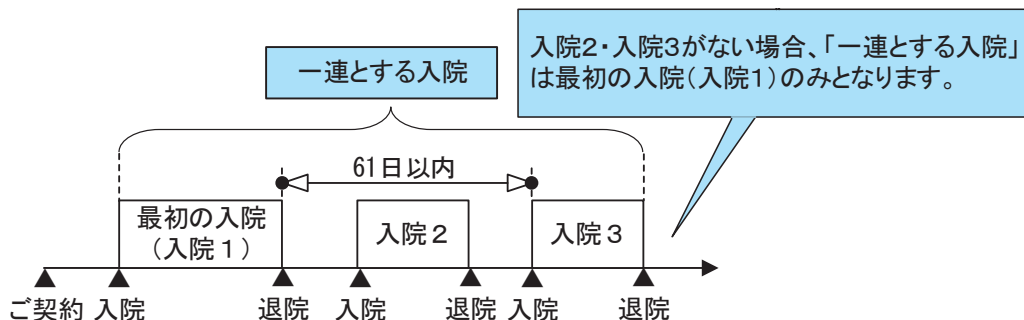 入院2・入院3がない場合、「一連とする入院」
は最初の入院(入院1)のみとなります。
一連とする入院
61日以内
最初の入院
(入院1)
入院2
入院3
ご契約 入院 退院 入院 退院 入院 退院